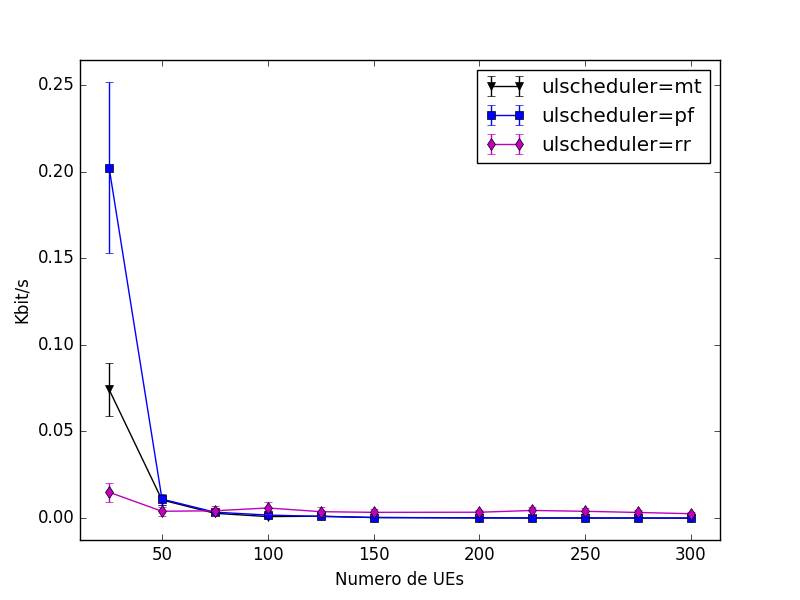 ulscheduler=mt
ulscheduler=pf
ulscheduler=rr
0.25
0.20
0.15
0.10
0.05
0.00
Kbit/s
50 100 150 200 250 300
Numero de UEs